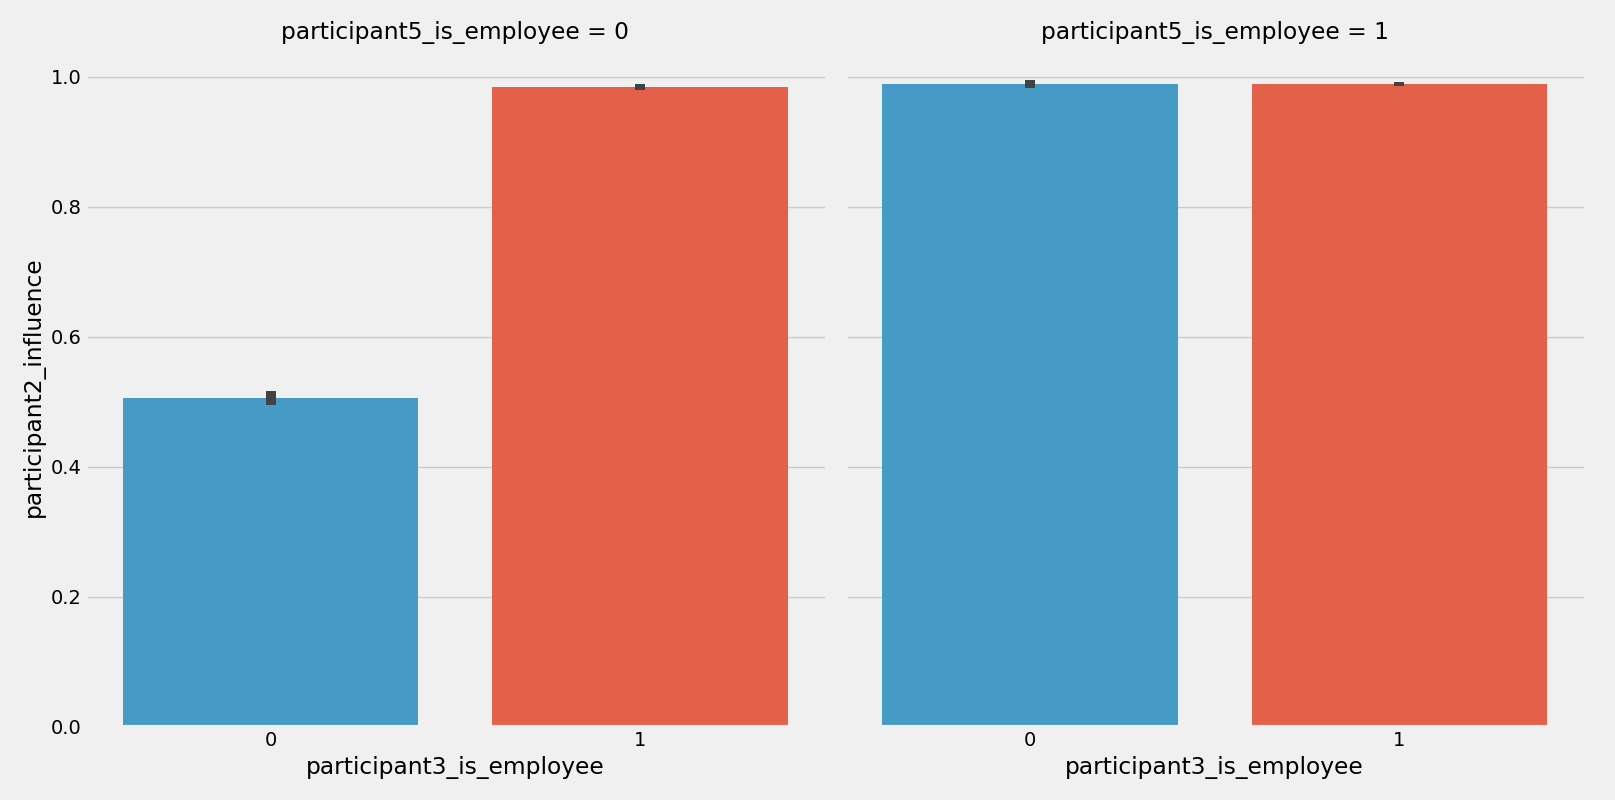 participant5_is_employee = 0
participant5_is_employee = 1
participant2_influence
1.0
0.8
0.6
0.4
0.2
0.0
0 1
0 1
participant3_is_employee
participant3_is_employee